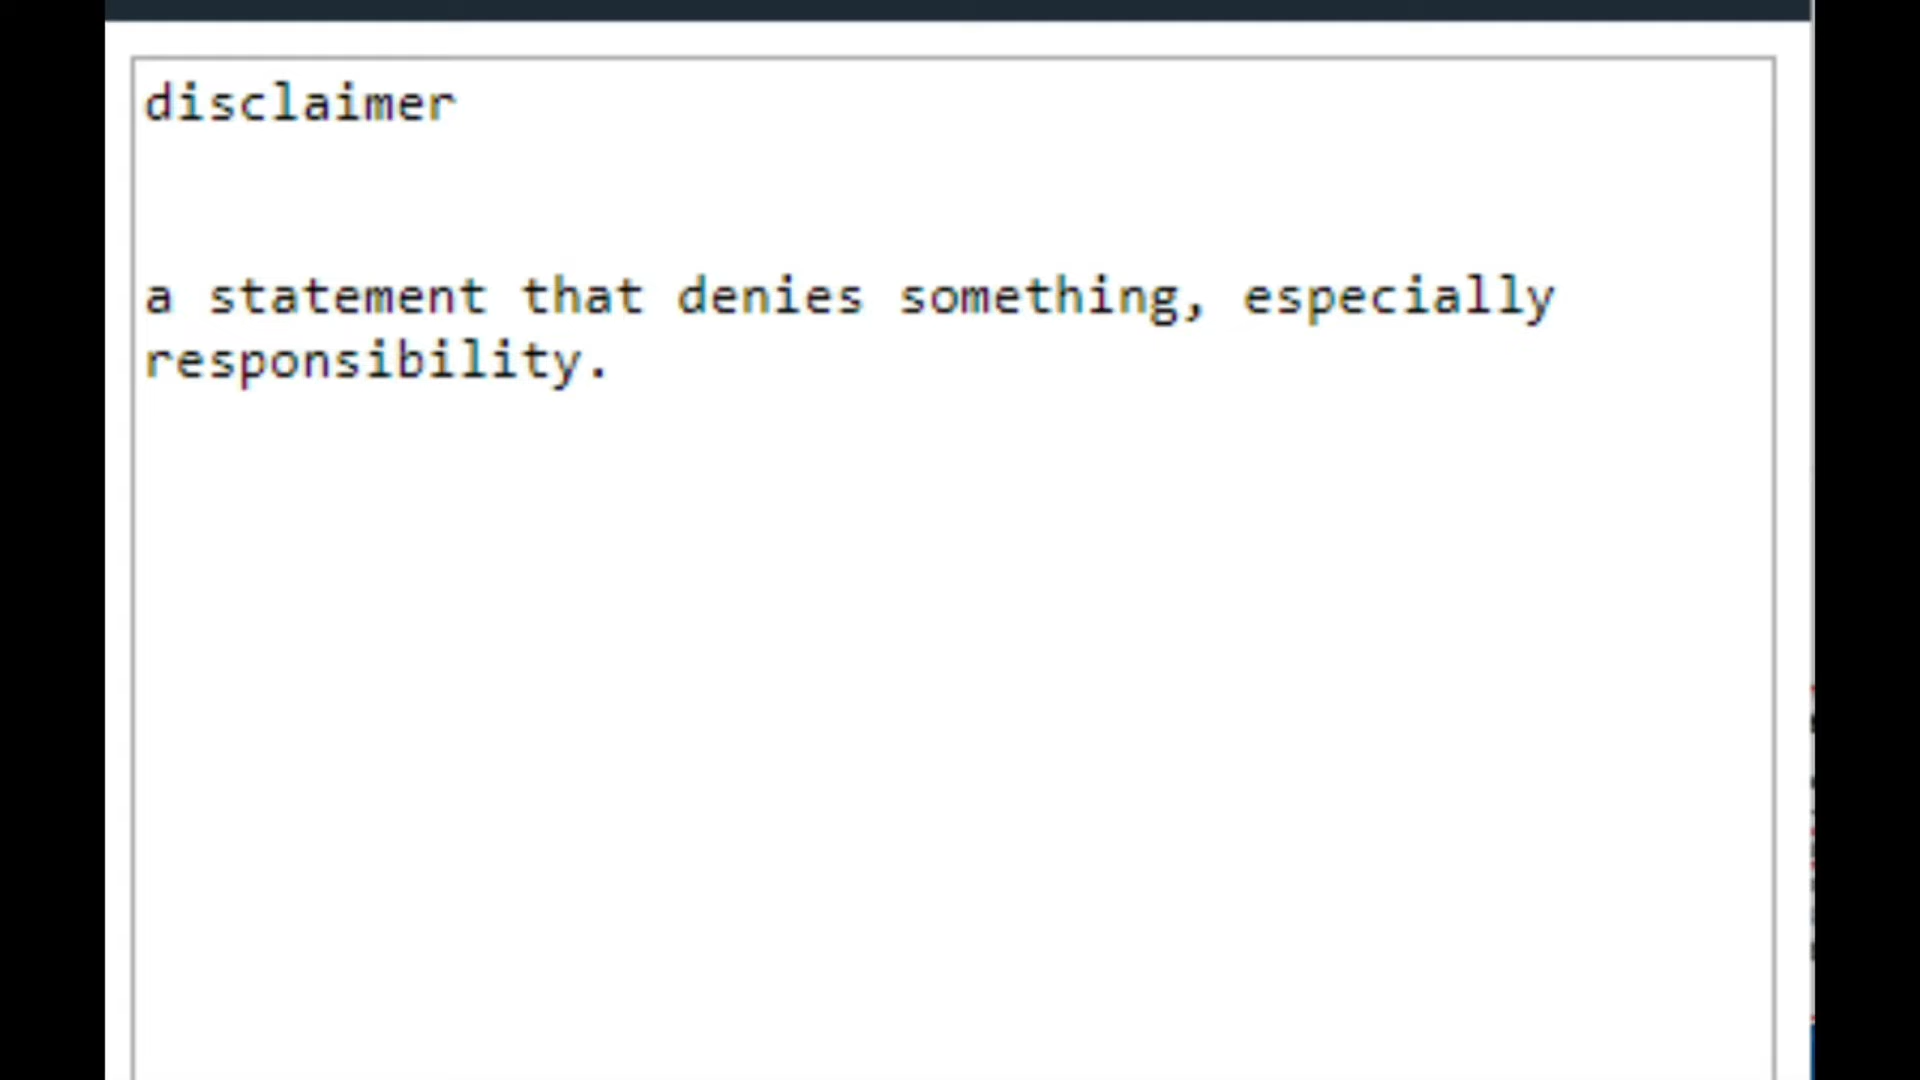 disclaimer
a statement that denies something, especially
responsibility.